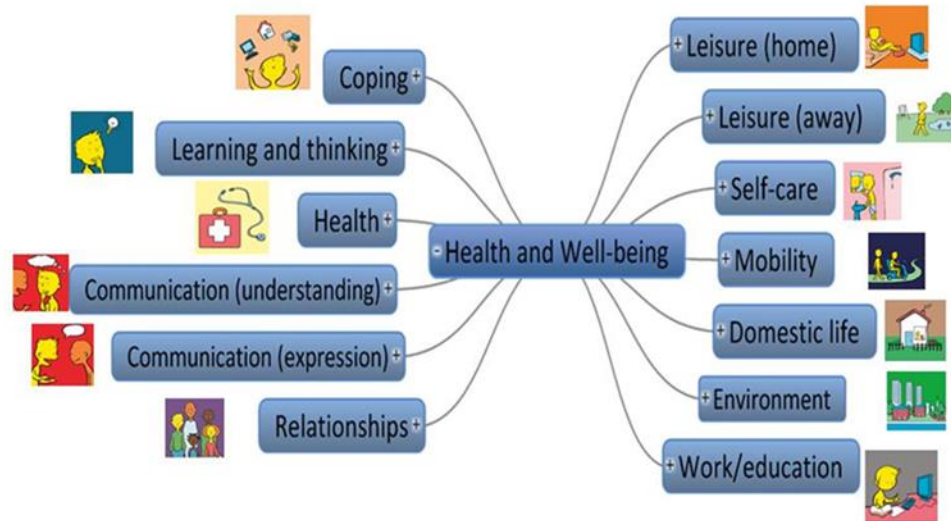 Coping
Learning and thinking
Health
Communication (understanding)
Communication (expression)
Relationships
Health and Well-being
Leisure (home)
Leisure (away)
Self-care
Mobility
Domestic life
Environment
Work/education